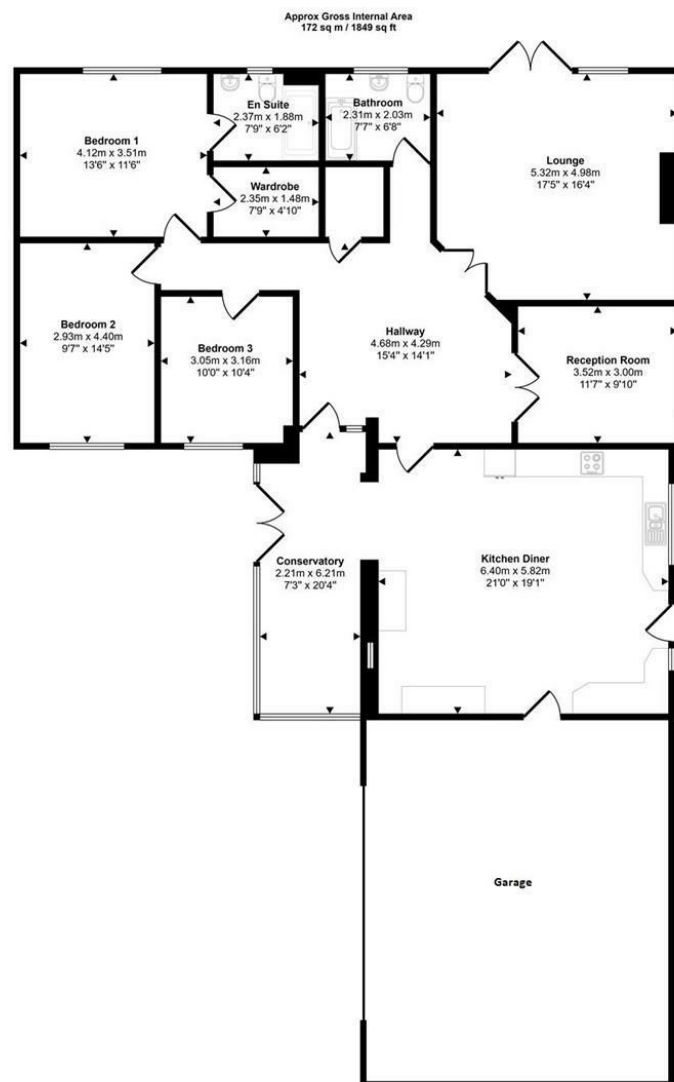 Approx Gross Internal Area
172 sq m / 1849 sq ft
En Suite
2.37m x 1.88m
7'9" x 6'2"
Bathroom
2.31m x 2.03m
7'7" x 6'8"
Bedroom 1
4.12m x 3.51m
13'6" x 11'6"
Lounge
5.32m x 4.98m
17'5" x 16'4"
Wardrobe
2.35m x 1.48m
7'9" x 4'10"
Bedroom 2
2.93m x 4.40m
9'7" x 14'5"
Bedroom 3
3.05m x 3.16m
10'0" x 10'4"
Hallway
4.68m x 4.29m
15'4" x 14'1"
Reception Room
3.52m x 3.00m
11'7" x 9'10"
Conservatory
2.21m x 6.21m
7'3" x 20'4"
Kitchen Diner
6.40m x 5.82m
21'0" x 19'1"
Garage